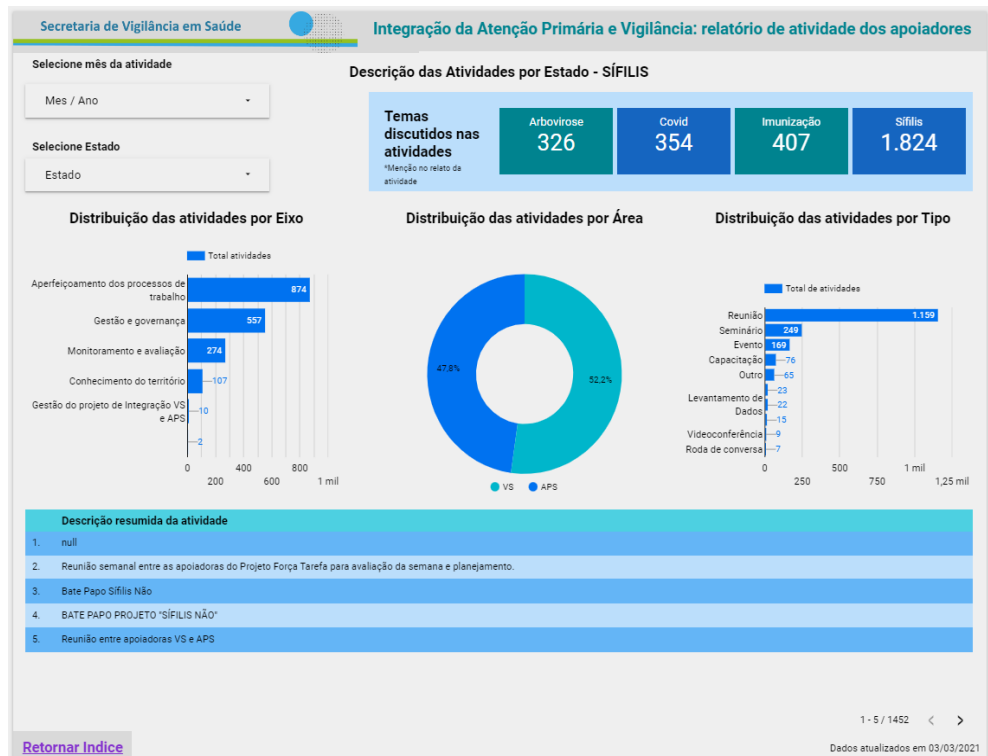 Secretaria de Vigilância em Saúde
Integração da Atenção Primária e Vigilância: relatório de atividade dos apoiadores
Selecione mês da atividade
Mes / Ano
Selecione Estado
Estado
Descrição das Atividades por Estado - SÍFILIS
Temas
discutidos nas
atividades
*Menção no relato da
atividade
Arbovirose
326
Covid
354
Imunização
407
Sífilis
1.824
Distribuição das atividades por Eixo
Total atividades
Aperfeiçoamento dos processos de
trabalho
874
Gestão e governança
557
Monitoramento e avaliação
274
Conhecimento do território
107
Gestão do projeto de Integração VS
e APS
10
2
0
400
800
200
600
1 mil
Distribuição das atividades por Área
47,8%
52,2%
VS
APS
Distribuição das atividades por Tipo
Total de atividades
Reunião
1.159
Seminário
249
Evento
169
Capacitação
76
Outro
65
23
Levantamento de
Dados
22
15
Videoconferência
9
Roda de conversa
7
0
500
1 mil
250
750
1,25 mil
Descrição resumida da atividade
1. null
2. Reunião semanal entre as apoiadoras do Projeto Força Tarefa para avaliação da semana e planejamento.
3. Bate Papo Sífilis Não
4. BATE PAPO PROJETO "SÍFILIS NÃO"
5. Reunião entre apoiadoras VS e APS
1 - 5 / 1452
Retornar Indice
Dados atualizados em 03/03/2021